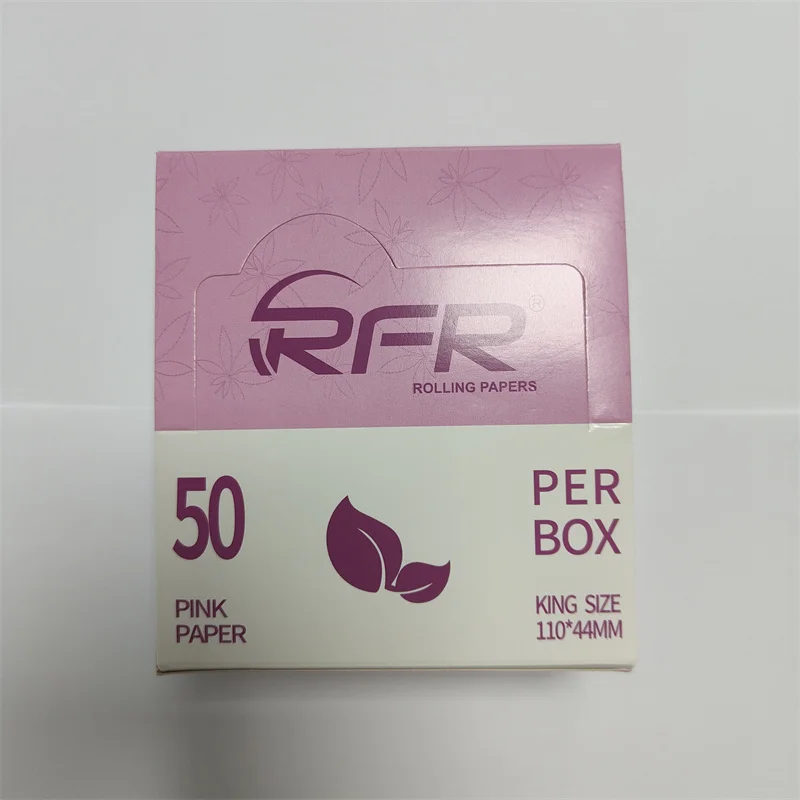 RFR®
ROLLING PAPERS
50
PER
BOX
PINK
PAPER
KING SIZE
110*44MM